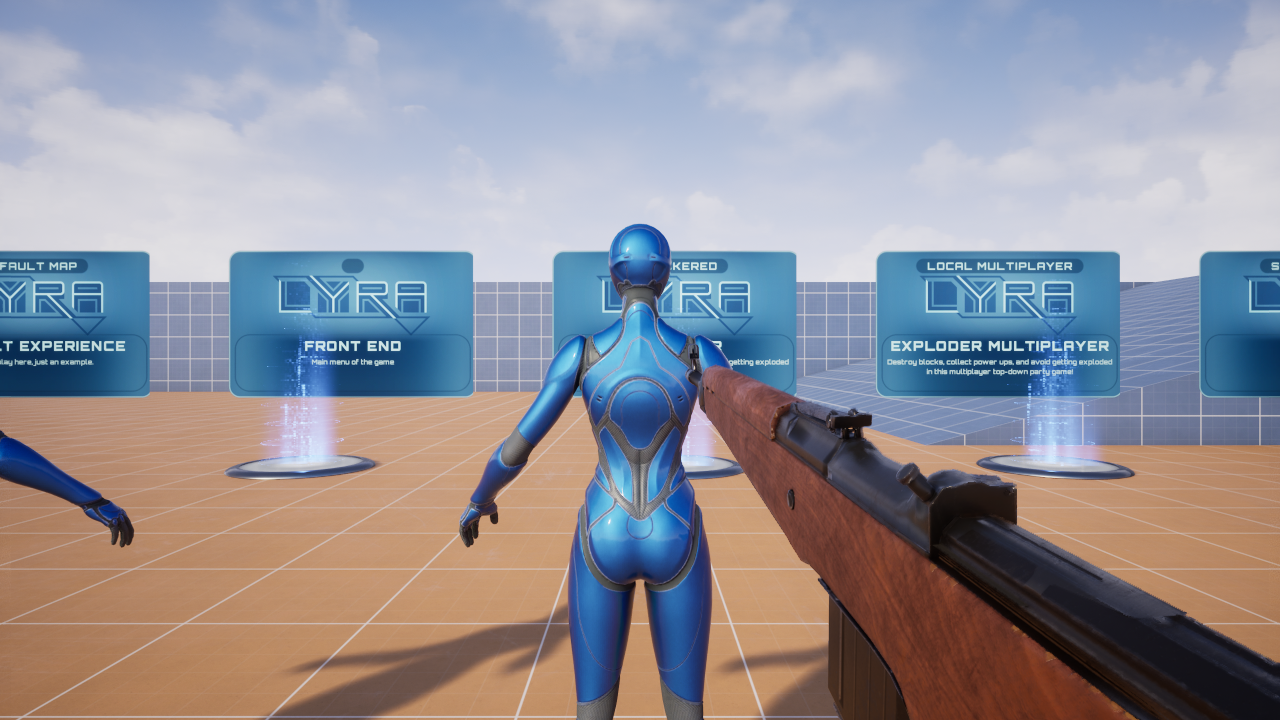 FAULT MAP
LYRA
T EXPERIENCE
lay here, just an example.
LYRA
FRONT END
Main menu of the game
KERED
LYRA
R
getting exploded
LOCAL MULTIPLAYER
LYRA
EXPLODER MULTIPLAYER
Destroy blocks, collect power ups, and avoid getting exploded
in this multiplayer top-down party game!
S
L